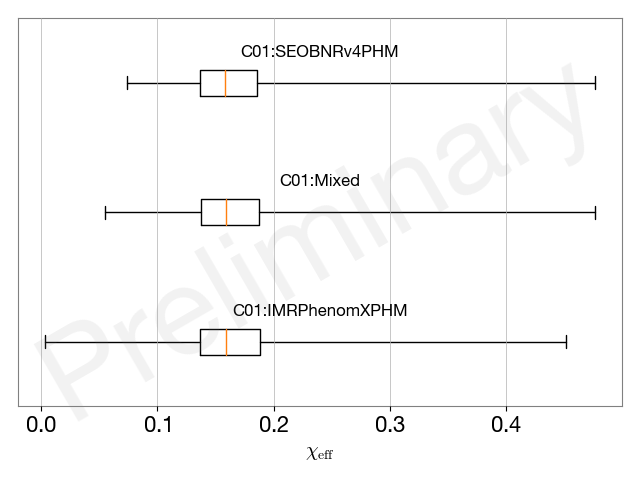 C01:SEOBNRv4PHM
C01:Mixed
C01:IMRPhenomXPHM
Preliminary
0.0 0.1 0.2 0.3 0.4
χeff